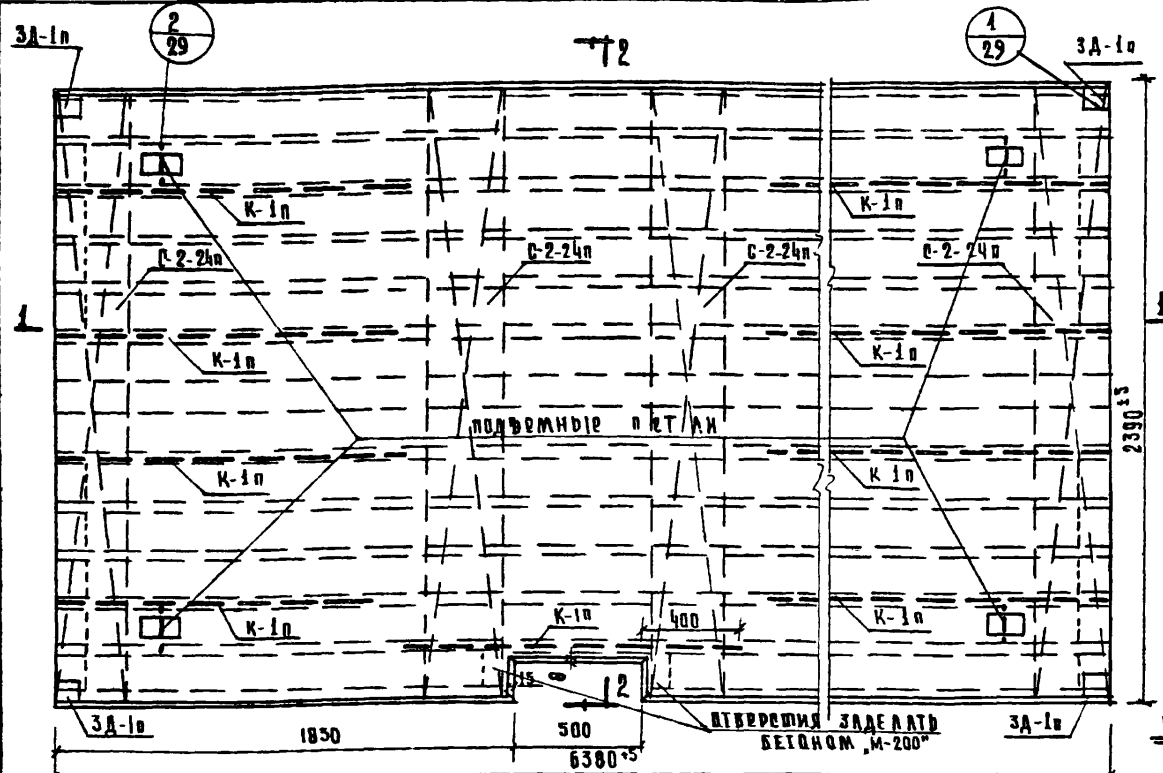 3Д-1п
2
29
2
1
29
3Д-1п
К-1п
К-1п
С-2-24п
С-2-24п
С-2-24п
С-2-24п
1
К-1п
К-1п
2390 ±5
ПОДЪЕМНЫЕ ПЕТЛИ
К-1п
К 1п
К-1п
К-1п
К-1п
400
15
2
3Д-1п
1850
500
ОТВЕРСТИЯ ЗАДЕЛАТЬ
БЕТОНОМ „М-200"
3Д-1п
6380 +5